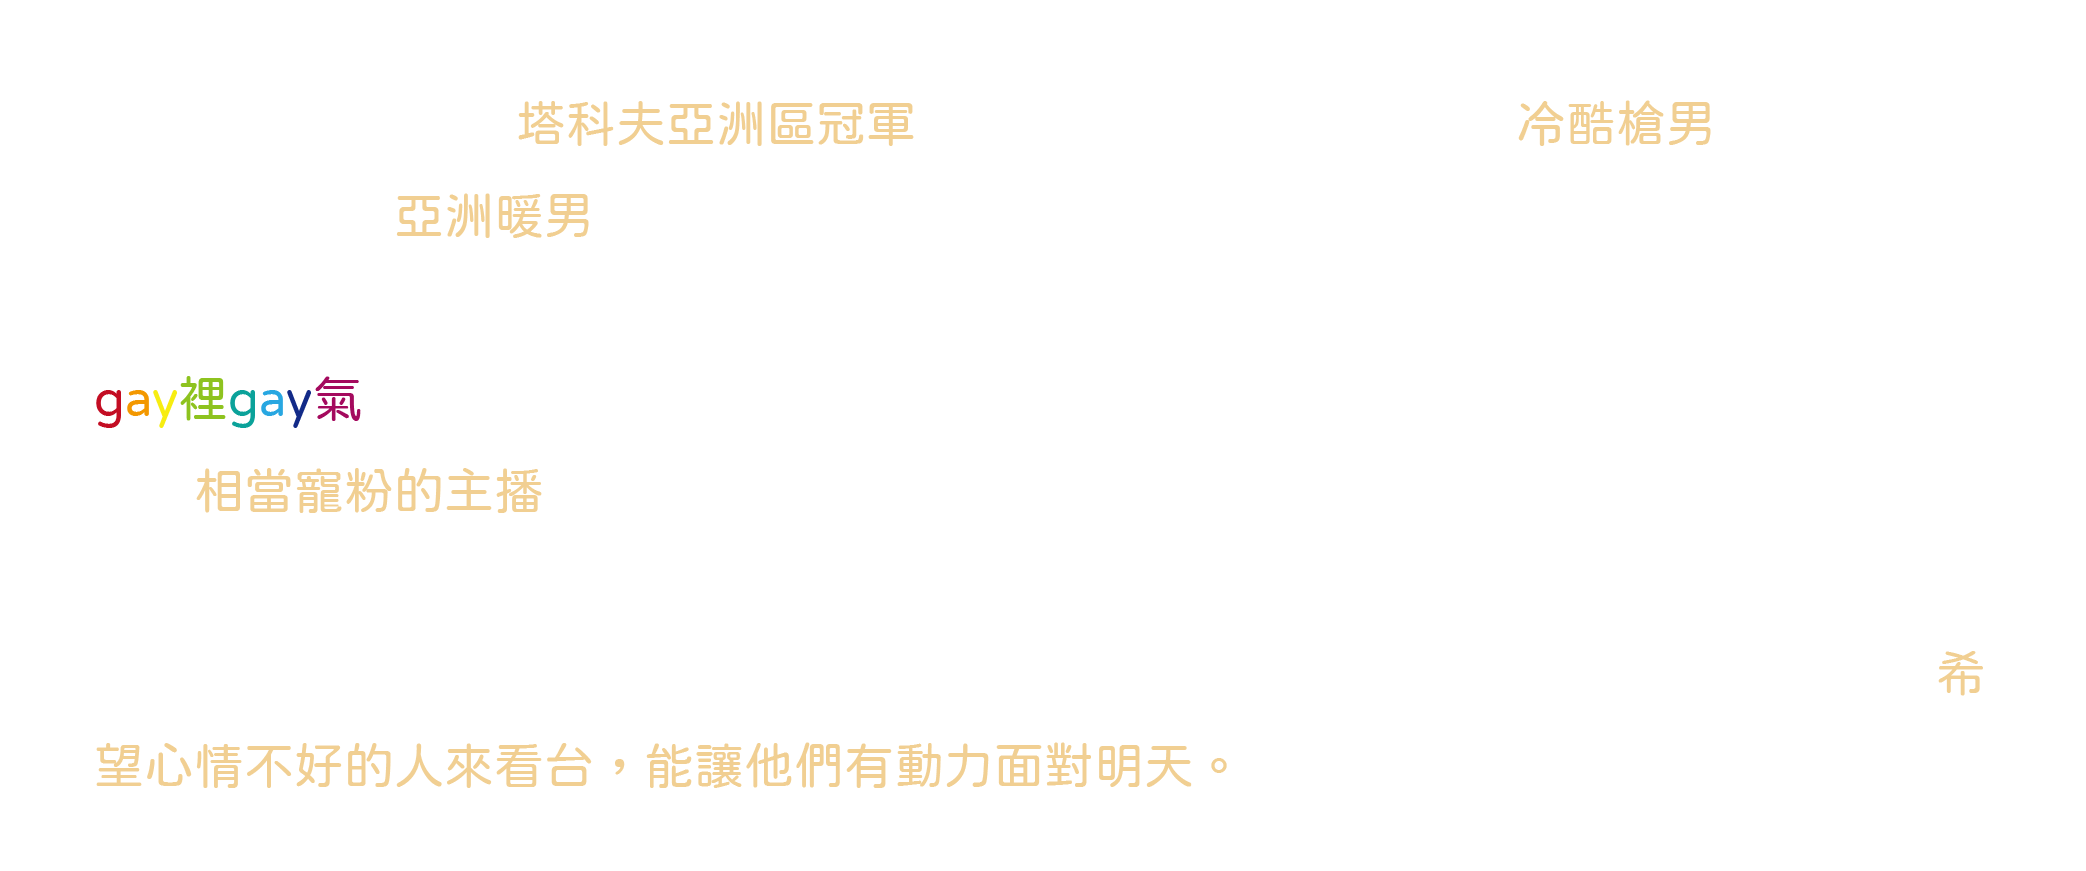 塔科夫亞洲區冠軍 冷酷槍男
亞洲暖男
gay裡gay氣
相當寵粉的主播
希
望心情不好的人來看台，能讓他們有動力面對明天。